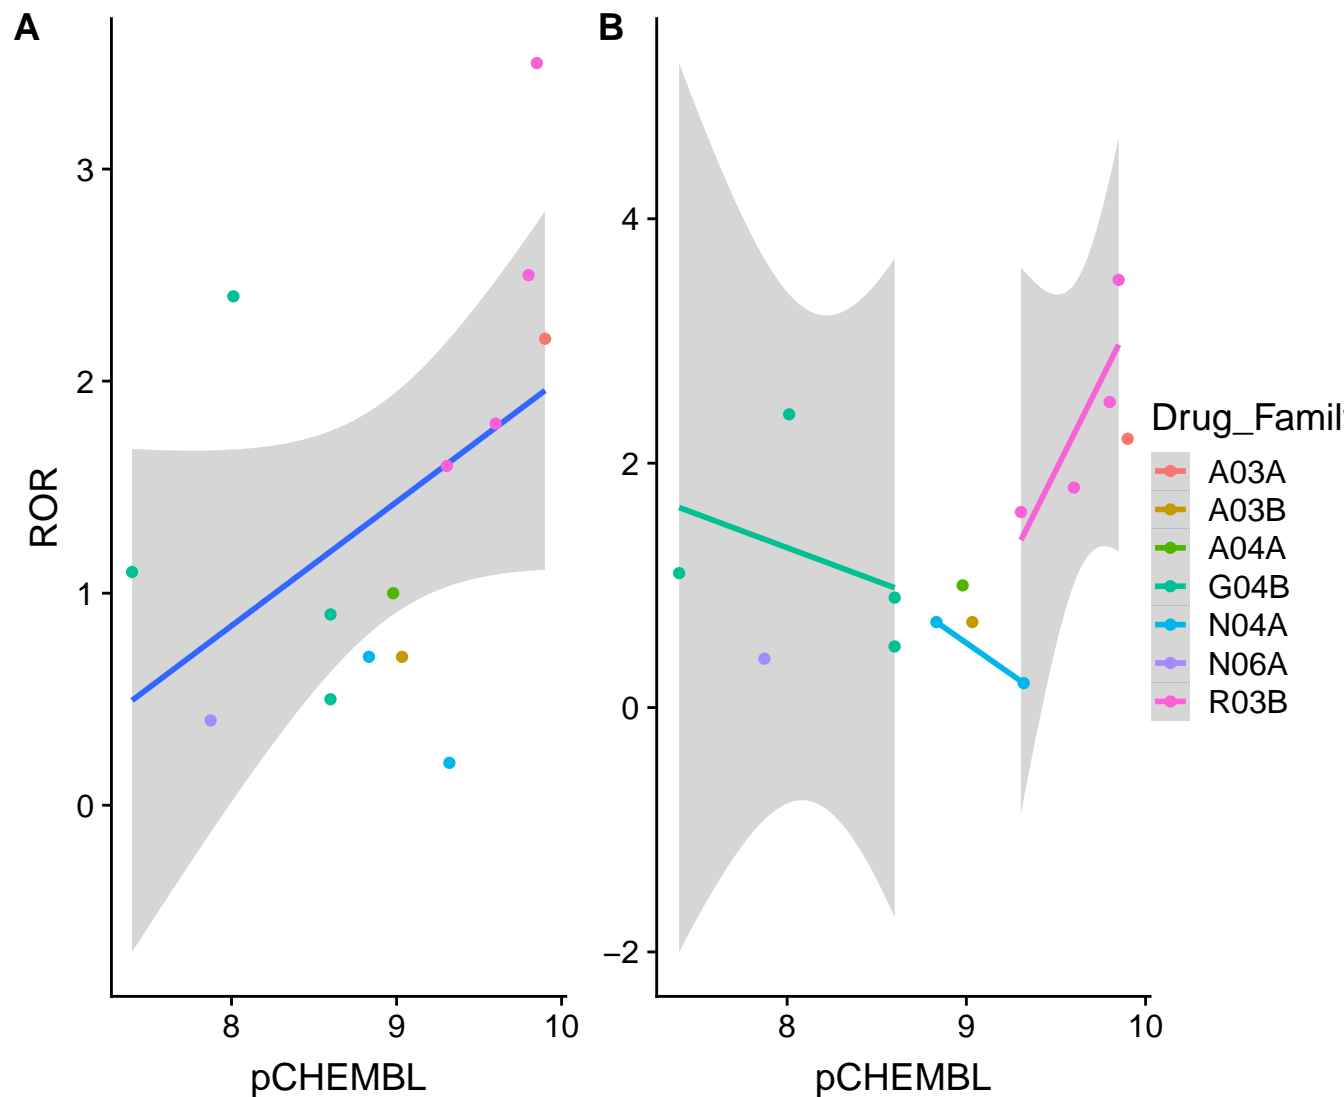 A
B
3
2
1
0
ROR
8
9
10
pCHEMBL
4
2
0
−2
8
9
10
pCHEMBL
Drug_Famil
A03A
A03B
A04A
G04B
N04A
N06A
R03B